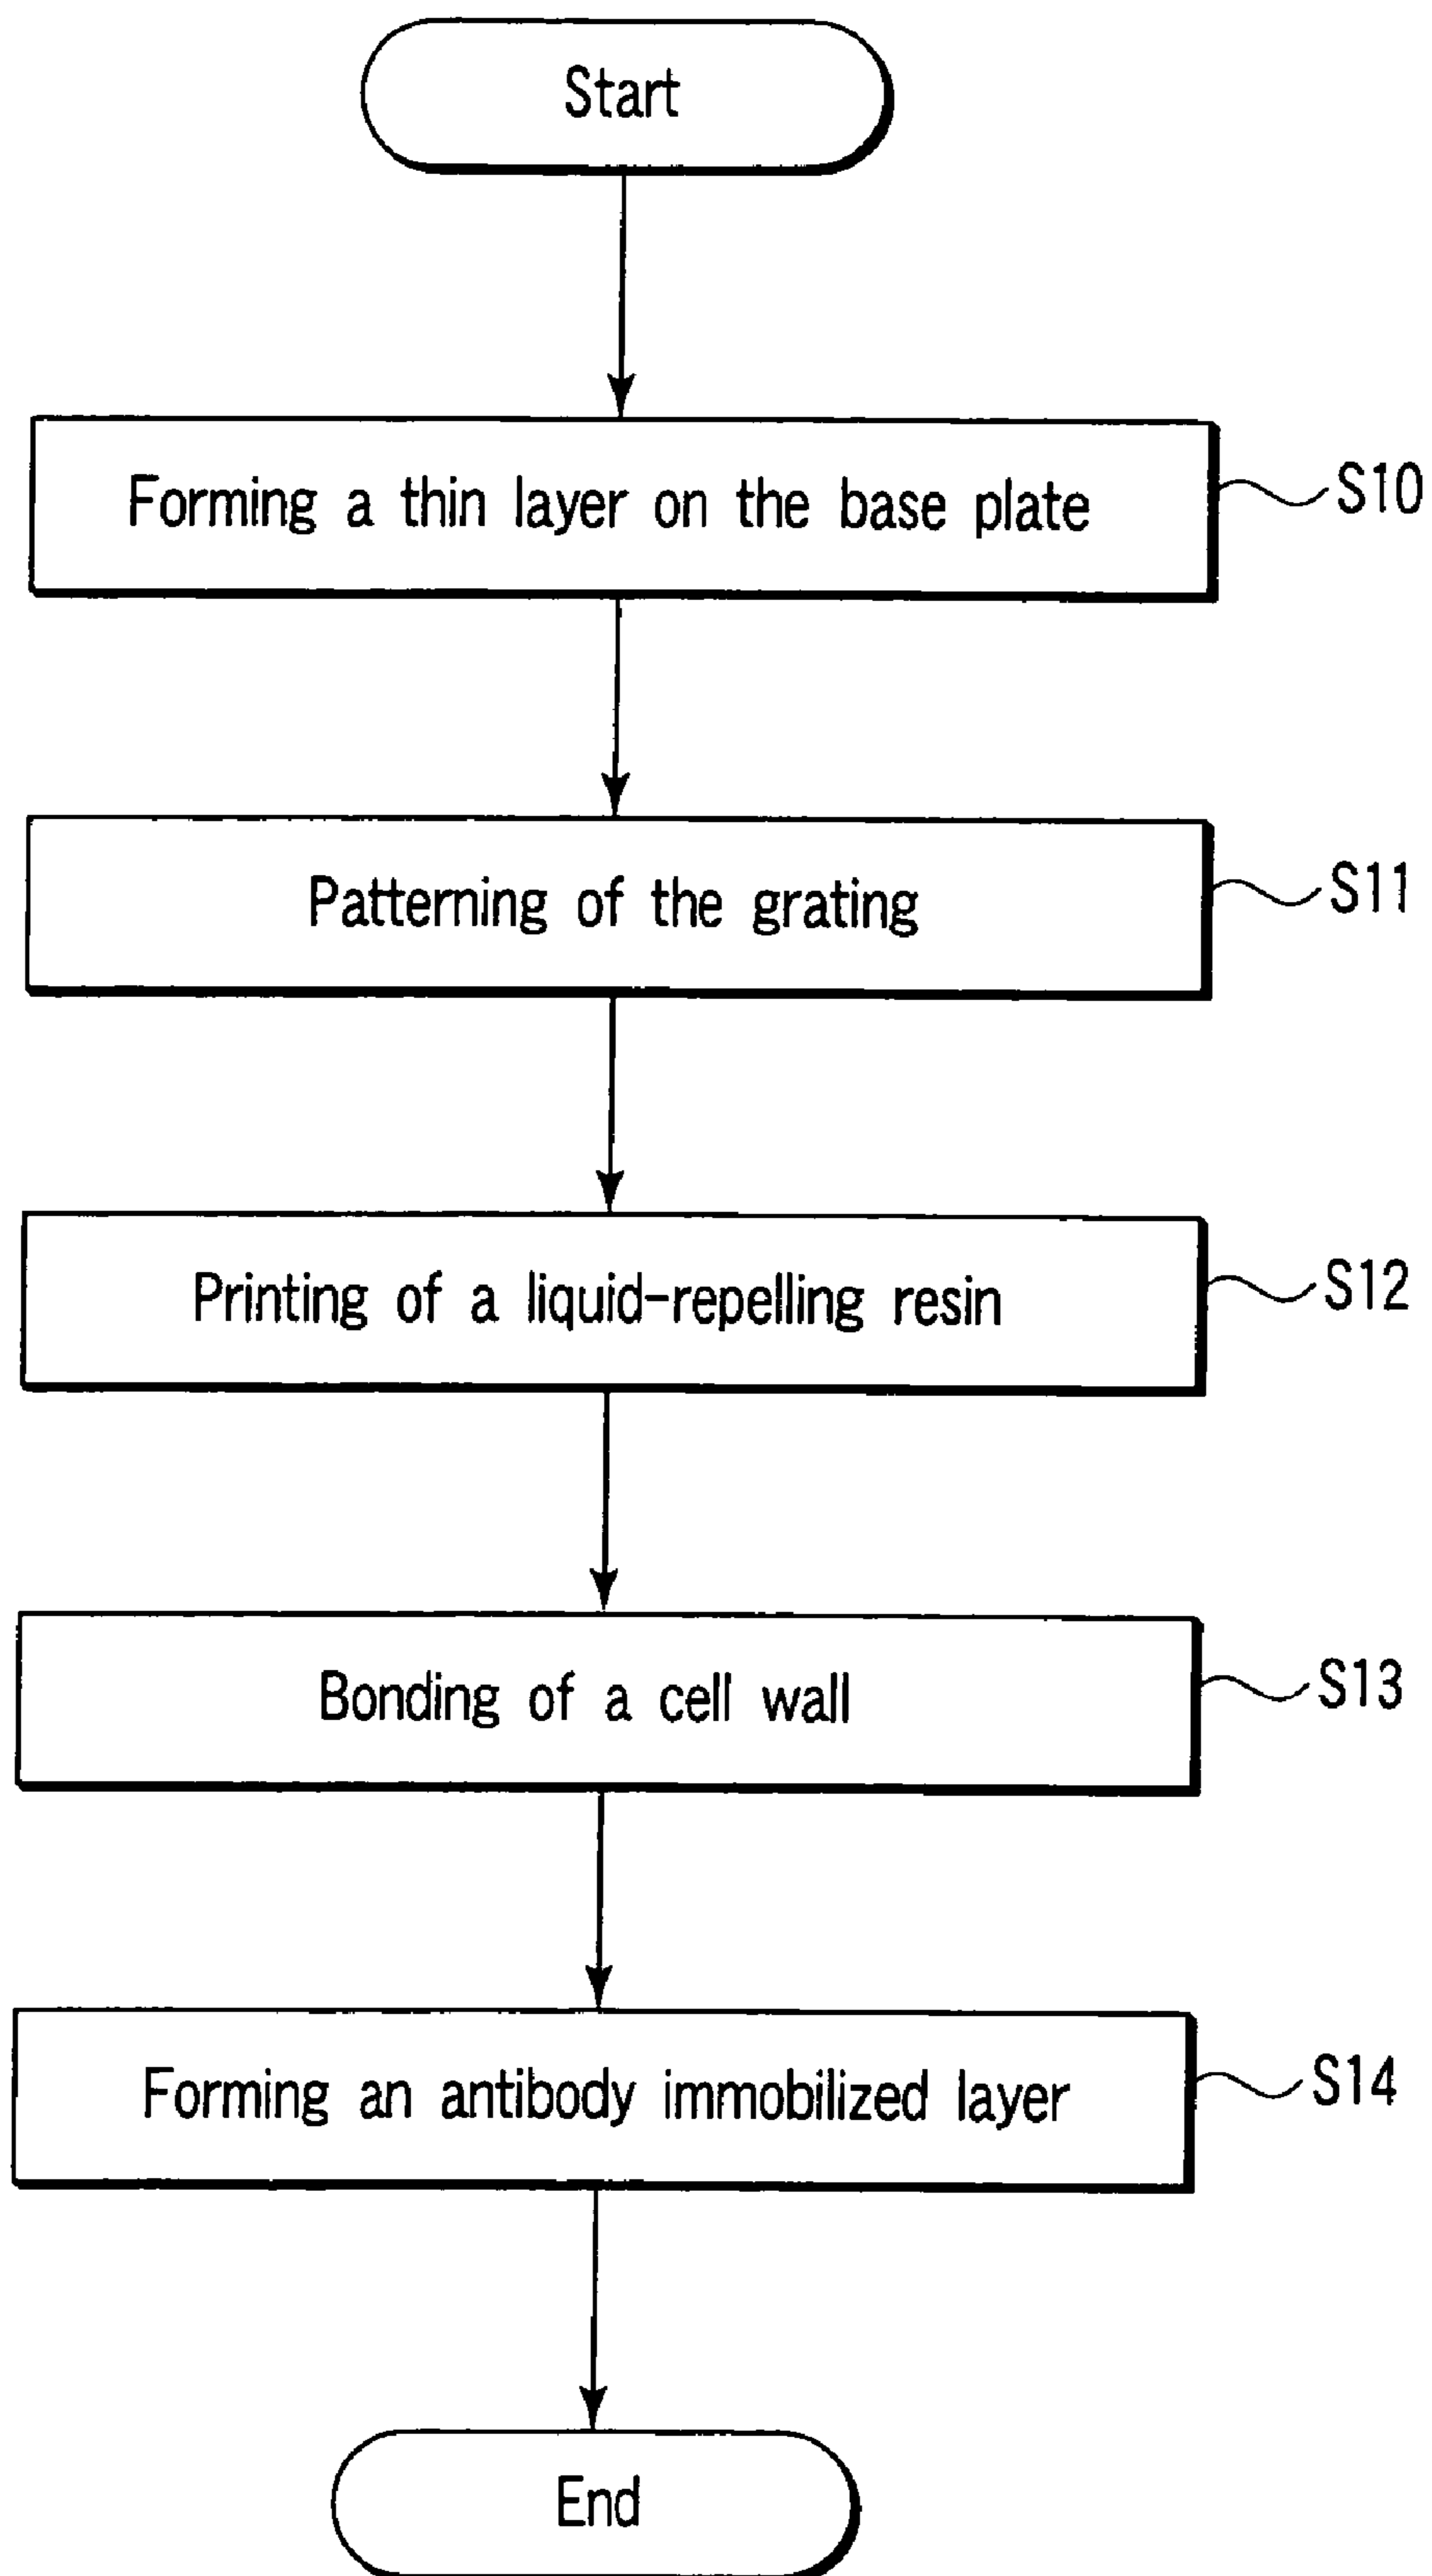 Start
Forming a thin layer on the base plate
S10
Patterning of the grating
S11
Printing of a liquid-repelling resin
S12
Bonding of a cell wall
S13
Forming an antibody immobilized layer
S14
End